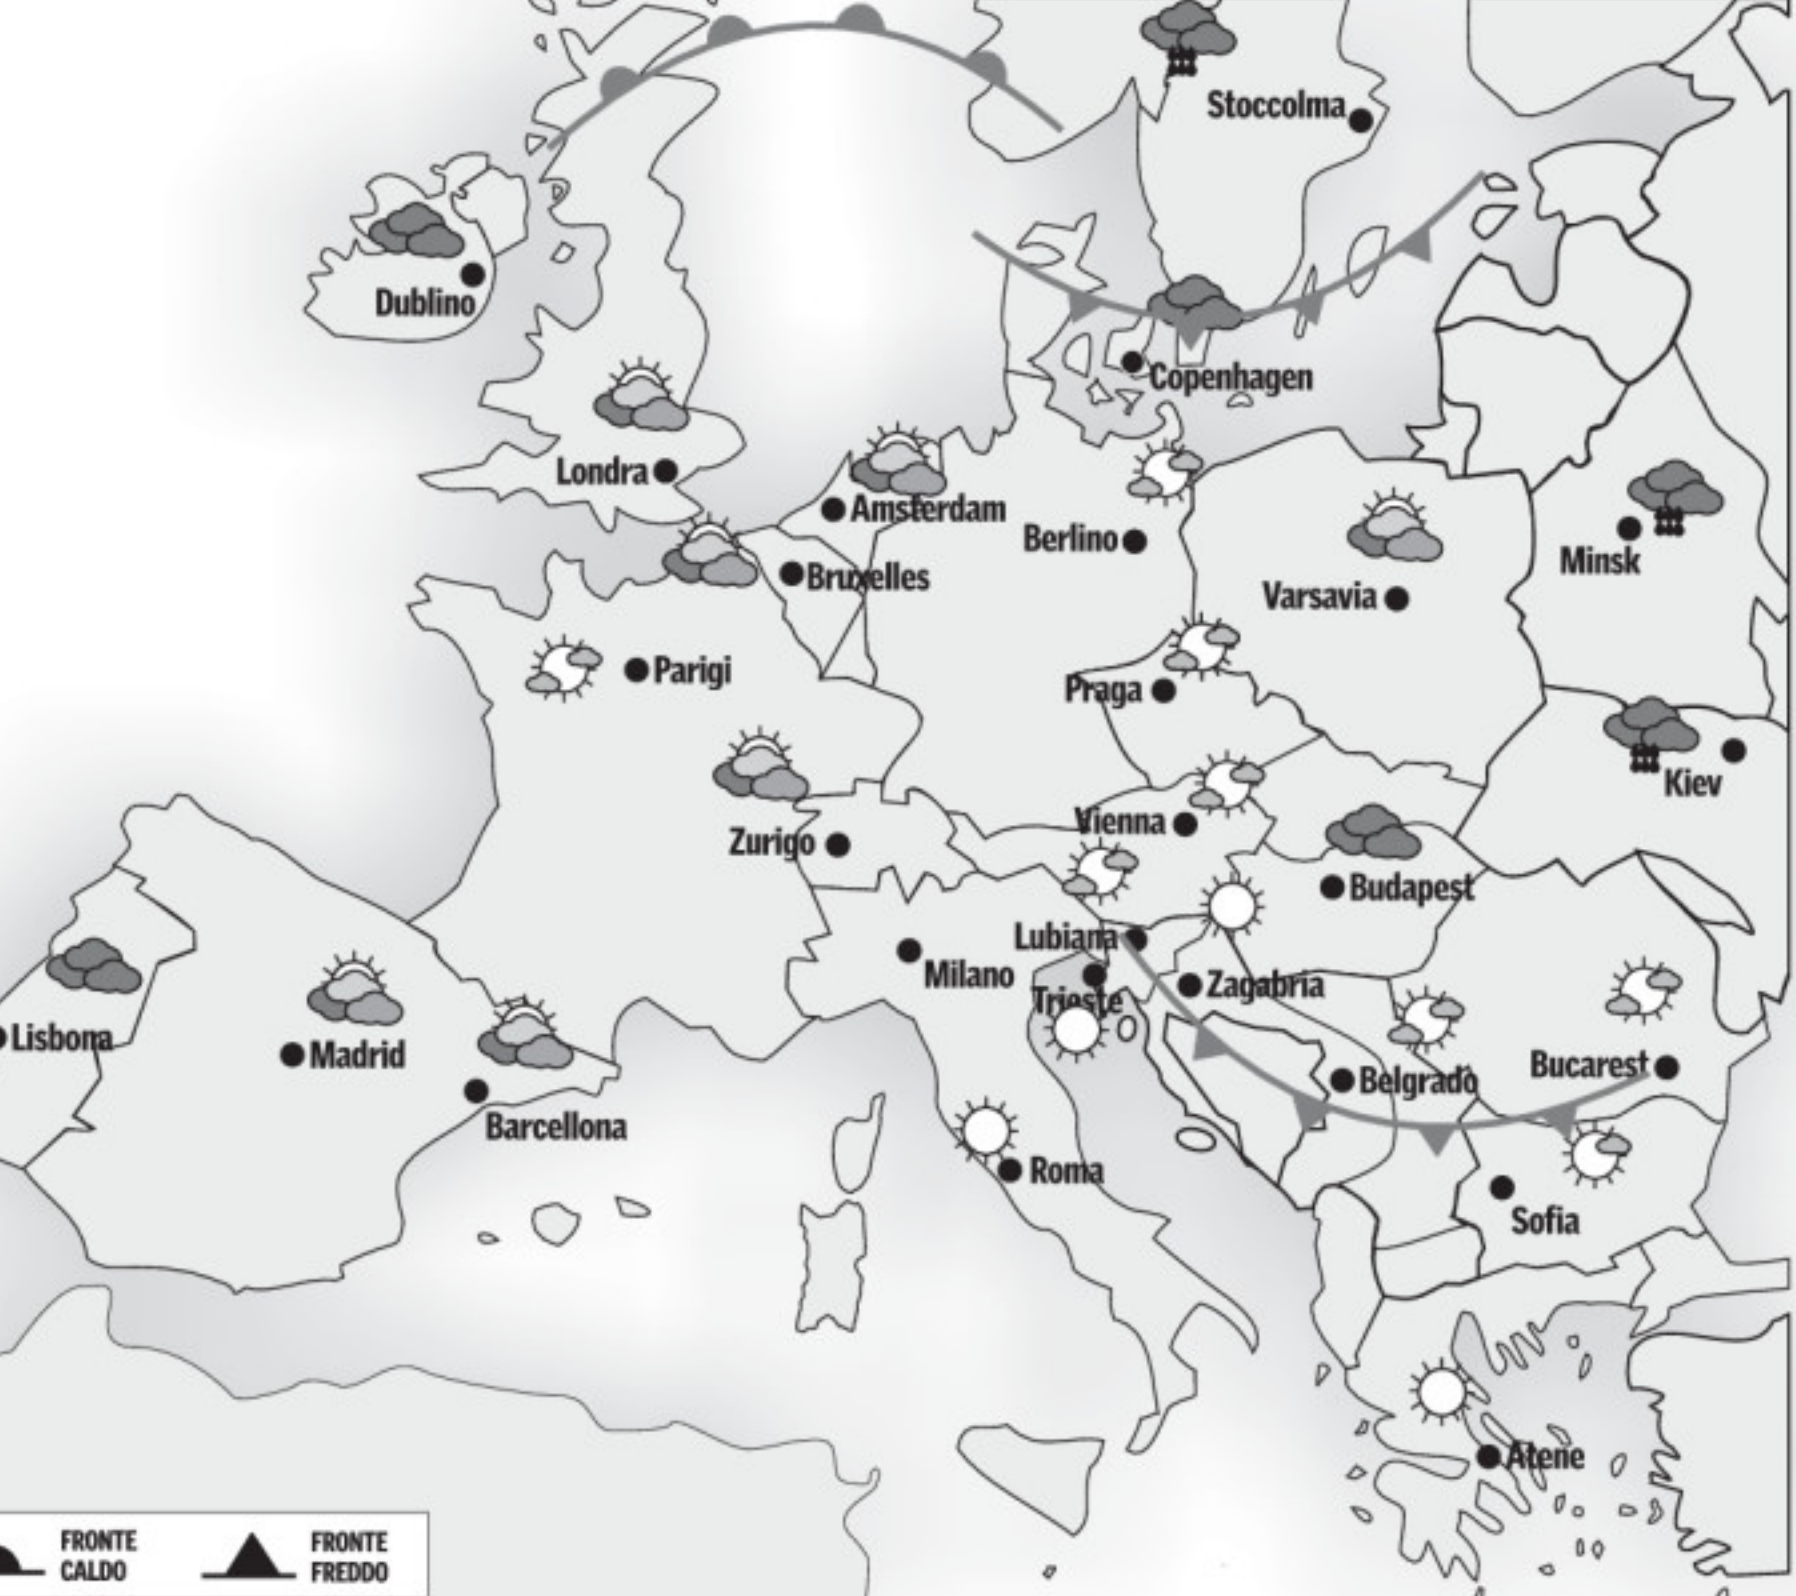 Stoccolma
Dublino
Copenhagen
Londra
Amsterdam
Berlino
Minsk
Bruxelles
Varsavia
Parigi
Praga
Kiev
Vienna
Zurigo
Budapest
Lubiana
Milano
Zagabria
Trieste
Lisbona
Madrid
Bucarest
Belgrado
Barcellona
Roma
Sofia
Atene
FRONTE
CALDO
FRONTE
FREDDO